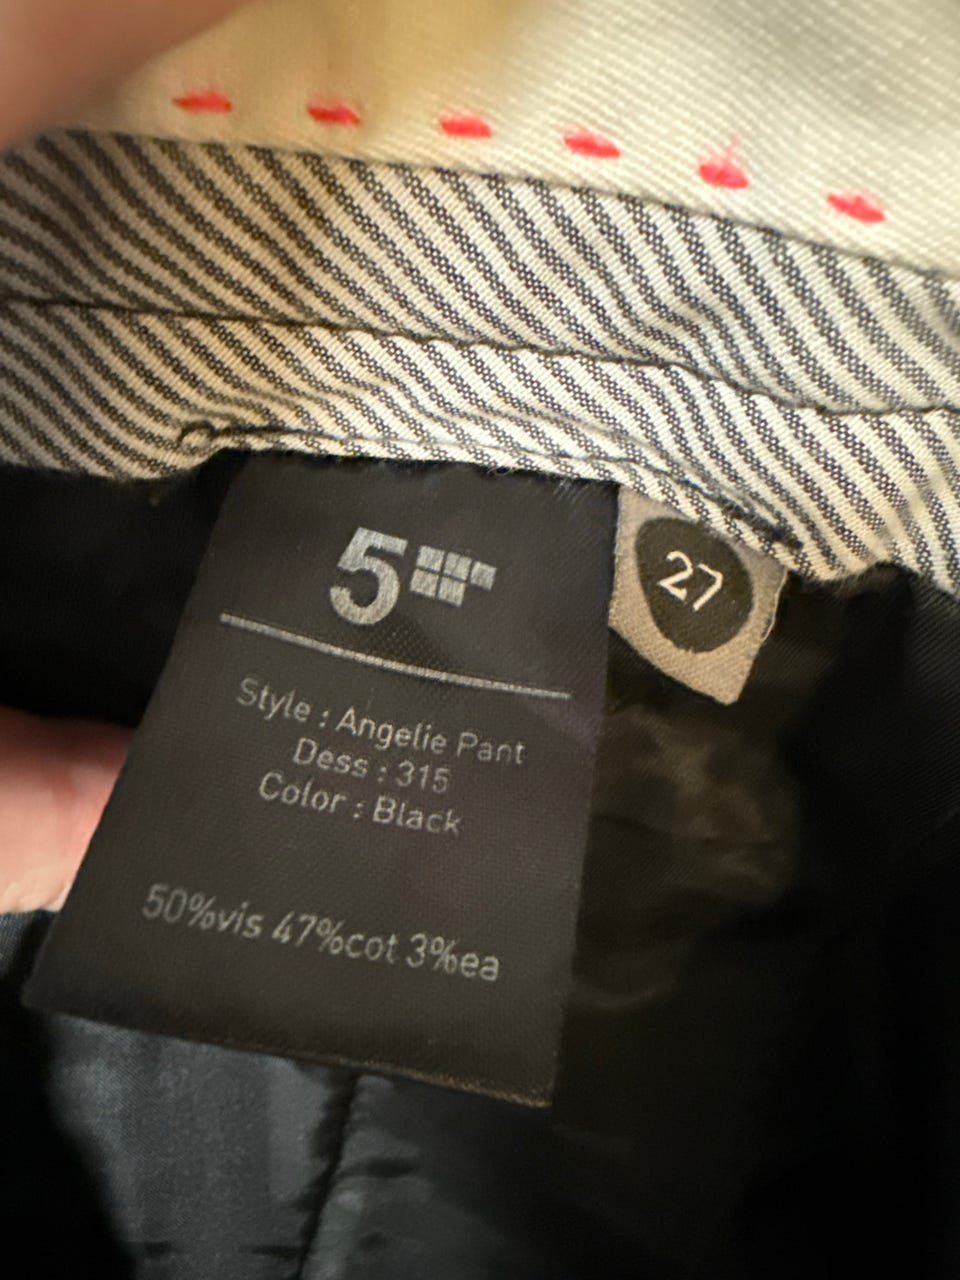 5
27
Style : Angelie Pant
Dess : 315
Color : Black
50%vis 47%cot 3%ea